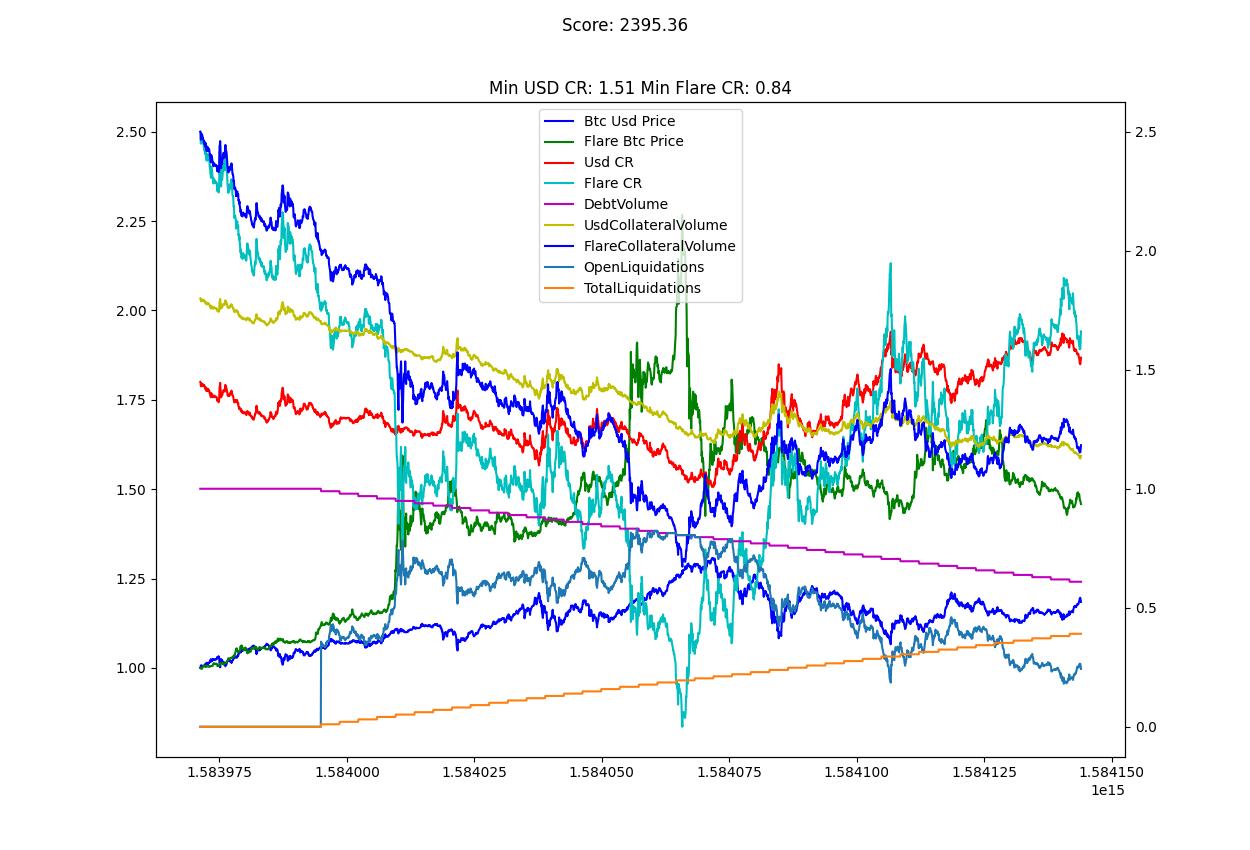 Score: 2395.36
Min USD CR: 1.51 Min Flare CR: 0.84
Btc Usd Price
Flare Btc Price
Usd CR
Flare CR
DebtVolume
UsdCollateralVolume
FlareCollateralVolume
OpenLiquidations
TotalLiquidations
2.50
2.25
2.00
1.75
1.50
1.25
1.00
2.5
2.0
1.5
1.0
0.5
0.0
1.583975 1.584000 1.584025 1.584050 1.584075 1.584100 1.584125 1.584150
1e15